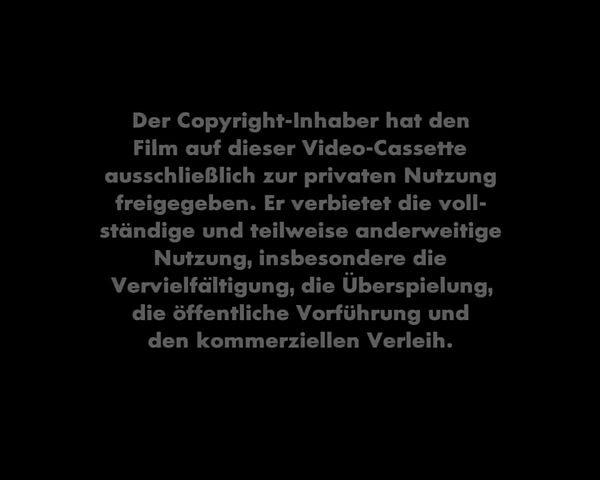 Der Copyright-Inhaber hat den
Film auf dieser Video-Cassette
ausschließlich zur privaten Nutzung
freigegeben. Er verbietet die voll-
ständige und teilweise anderweitige
Nutzung, insbesondere die
Vervielfältigung, die Überspielung,
die öffentliche Vorführung und
den kommerziellen Verleih.